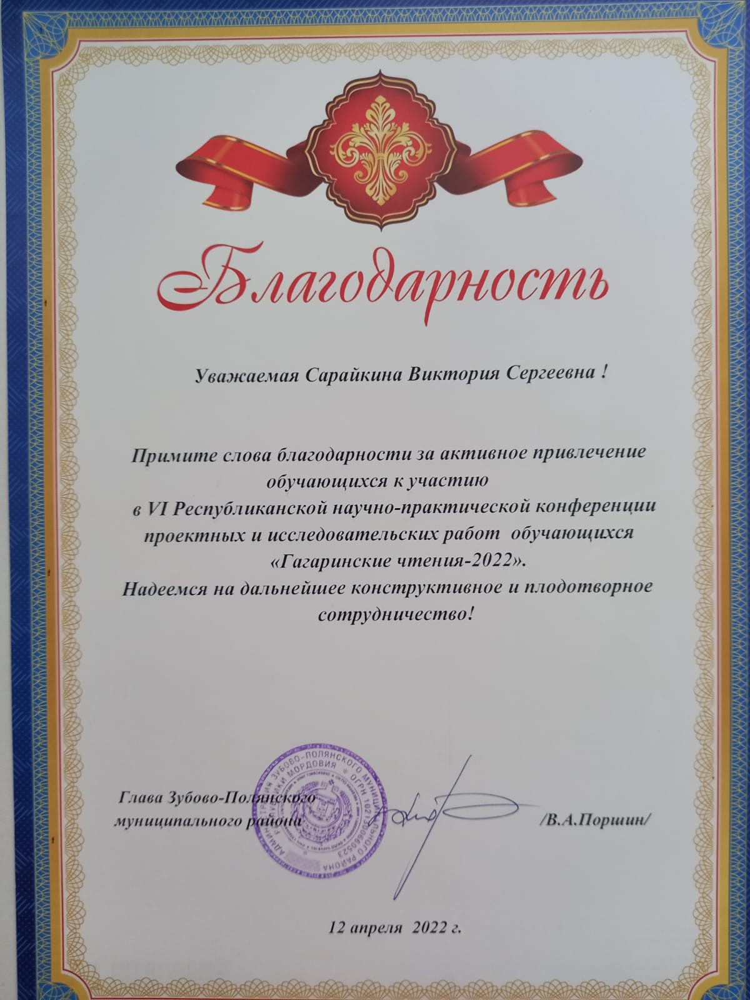 Благодарность
Уважаемая Сарайкина Виктория Сергеевна !
Примите слова благодарности за активное привлечение
обучающихся к участию
в VI Республиканской научно-практической конференции
проектных и исследовательских работ обучающихся
«Гагаринские чтения-2022».
Надеемся на дальнейшее конструктивное и плодотворное
сотрудничество!
Глава Зубово-Полянского
муниципального района
/В.А.Поршин/
АДМИНИСТРАЦИЯ ЗУБОВО-ПОЛЯНСКОГО МУНИЦИПАЛЬНОГО РАЙОНА
РЕСПУБЛИКИ МОРДОВИЯ * ОГРН 1021300660523
12 апреля 2022 г.